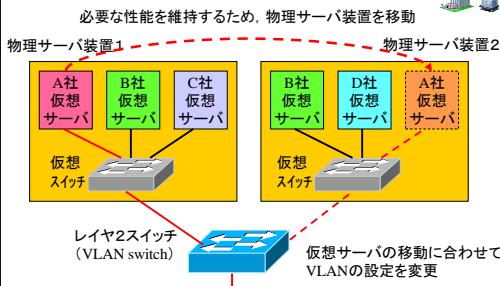 必要な性能を維持するため，物理サーバ装置を移動
物理サーバ装置1
物理サーバ装置2
A社
仮想
サーバ
B社
仮想
サーバ
C社
仮想
サーバ
B社
仮想
サーバ
D社
仮想
サーバ
A社
仮想
サーバ
仮想
スイッチ
仮想
スイッチ
レイヤ2スイッチ
（VLAN switch）
仮想サーバの移動に合わせて
VLANの設定を変更